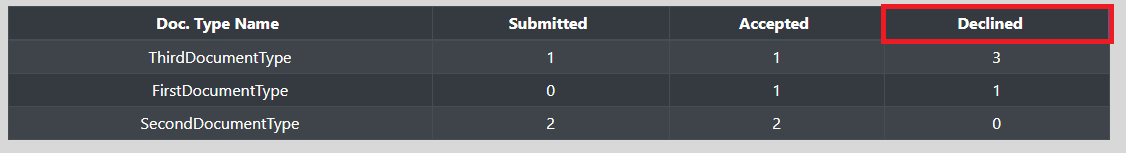 Doc. Type Name Submitted Accepted Declined
ThirdDocumentType 1 1 3
FirstDocumentType 0 1 1
SecondDocumentType 2 2 0